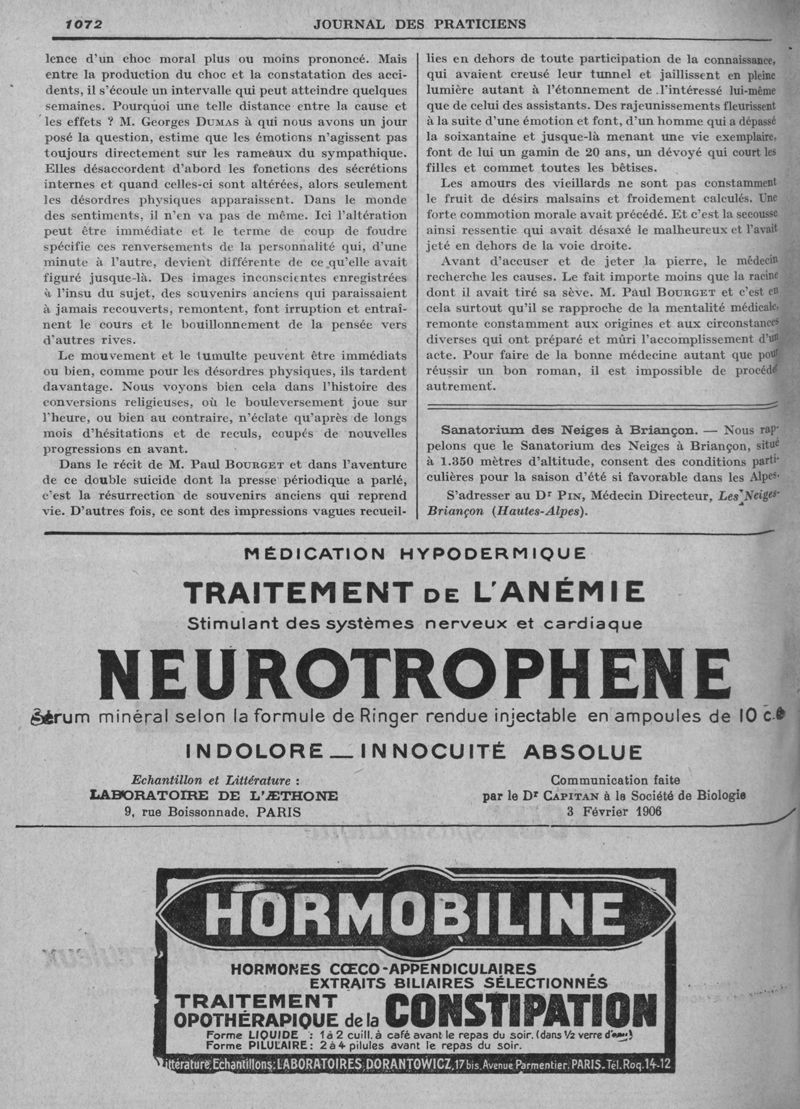 1072
JOURNAL DES PRATICIENS
lence d'un choc moral plus ou moins prononcé. Mais
entre la production du choc et la constatation des acci-
dents, il s'écoule un intervalle qui peut atteindre quelques
semaines. Pourquoi une telle distance entre la cause et
les effets ? M. Georges DUMAS à qui nous avons un jour
posé la question, estime que les émotions n'agissent pas
toujours directement sur les rameaux du sympathique.
Elles désaccordent d'abord les fonctions des sécrétions
internes et quand celles-ci sont altérées, alors seulement
les désordres physiques apparaissent. Dans le monde
des sentiments, il n'en va pas de même. Ici l'altération
peut être immédiate et le terme de coup de foudre
spécifie ces renversements de la personnalité qui, d'une
minute à l'autre, devient différente de ce qu'elle avait
figuré jusque-là. Des images inconscientes enregistrées
à l'insu du sujet, des souvenirs anciens qui paraissaient
à jamais recouverts, remontent, font irruption et entraî-
nent le cours et le bouillonnement de la pensée vers
d'autres rives.
Le mouvement et le tumulte peuvent être immédiats
ou bien, comme pour les désordres physiques, ils tardent
davantage. Nous voyons bien cela dans l'histoire des
conversions religieuses, où le bouleversement joue sur
l'heure, ou bien au contraire, n'éclate qu'après de longs
mois d'hésitations et de reculs, coupés de nouvelles
progressions en avant.
Dans le récit de M. Paul BOURGET et dans l'aventure
de ce double suicide dont la presse périodique a parlé,
c'est la résurrection de souvenirs anciens qui reprend
vie. D'autres fois, ce sont des impressions vagues recueil-
lies en dehors de toute participation de la connaissance,
qui avaient creusé leur tunnel et jaillissent en pleine
lumière autant à l'étonnement de l'intéressé lui-même
que de celui des assistants. Des rajeunissements fleurissent
à la suite d'une émotion et font, d'un homme qui a dépassé
la soixantaine et jusque-là menant une vie exemplaire,
font de lui un gamin de 20 ans, un dévoyé qui court les
filles et commet toutes les bêtises.
Les amours des vieillards ne sont pas constamment
le fruit de désirs malsains et froidement calculés. Une
forte commotion morale avait précédé. Et c'est la secousse
ainsi ressentie qui avait désaxé le malheureux et l'avait
jeté en dehors de la voie droite.
Avant d'accuser et de jeter la pierre, le médecin
recherche les causes. Le fait importe moins que la racine
dont il avait tiré sa sève. M. Paul BOURGET et c'est en
cela surtout qu'il se rapproche de la mentalité médicale,
remonte constamment aux origines et aux circonstances
diverses qui ont préparé et mûri l'accomplissement d'un
acte. Pour faire de la bonne médecine autant que pour
réussir un bon roman, il est impossible de procédé
autrement.
Sanatorium des Neiges à Briançon. — Nous rap-
pelons que le Sanatorium des Neiges à Briançon, situé
à 1.350 mètres d'altitude, consent des conditions parti-
culières pour la saison d'été si favorable dans les Alpes.
S'adresser au Dr PIN, Médecin Directeur, Les Neiges-
Briançon (Hautes-Alpes).
MÉDICATION HYPODERMIQUE
TRAITEMENT DE L'ANÉMIE
Stimulant des systèmes nerveux et cardiaque
NEUROTROPHENE
Sérum minéral selon la formule de Ringer rendue injectable en ampoules de 10 c.
INDOLORE — INNOCUITÉ ABSOLUE
Echantillon et Littérature :
LABORATOIRE DE L'ÆTHONE
9, rue Boissonnade, PARIS
Communication faite
par le Dr CAPITAN à la Société de Biologie
3 Février 1906
HORMOBILINE
HORMONES CŒCO-APPENDICULAIRES
EXTRAITS BILIAIRES SÉLECTIONNÉS
TRAITEMENT
OPOTHÉRAPIQUE de la CONSTIPATION
Forme LIQUIDE : 1 à 2 cuill. à café avant le repas du soir. (dans ½ verre d'eau)
Forme PILULAIRE: 2 à 4 pilules avant le repas du soir.
Littérature, Echantillons: LABORATOIRES DORANTOWICZ, 17 bis, Avenue Parmentier. PARIS.-Tél. Roq. 14-12